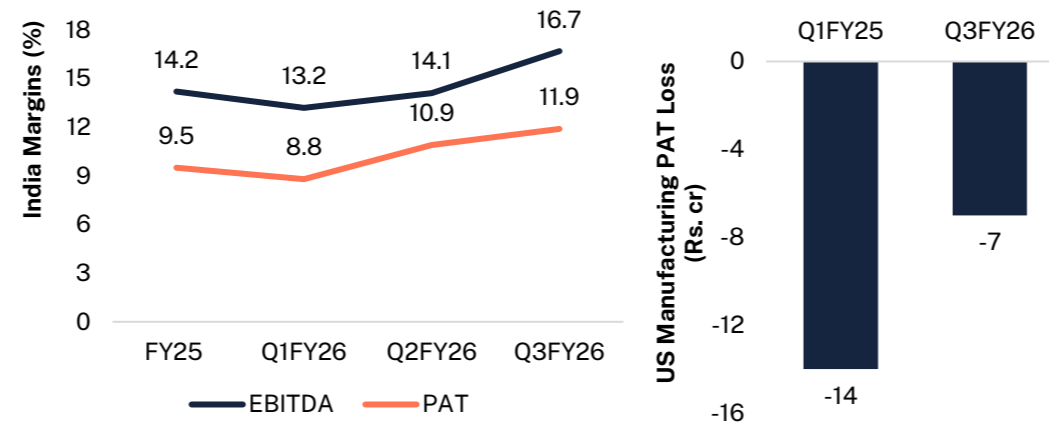 India Margins (%)
18
15
12
9
6
3
0
14.2
13.2
14.1
16.7
9.5
8.8
10.9
11.9
FY25
Q1FY26
Q2FY26
Q3FY26
EBITDA
PAT
US Manufacturing PAT Loss
(Rs. cr)
Q1FY25
Q3FY26
0
-4
-8
-12
-16
-14
-7